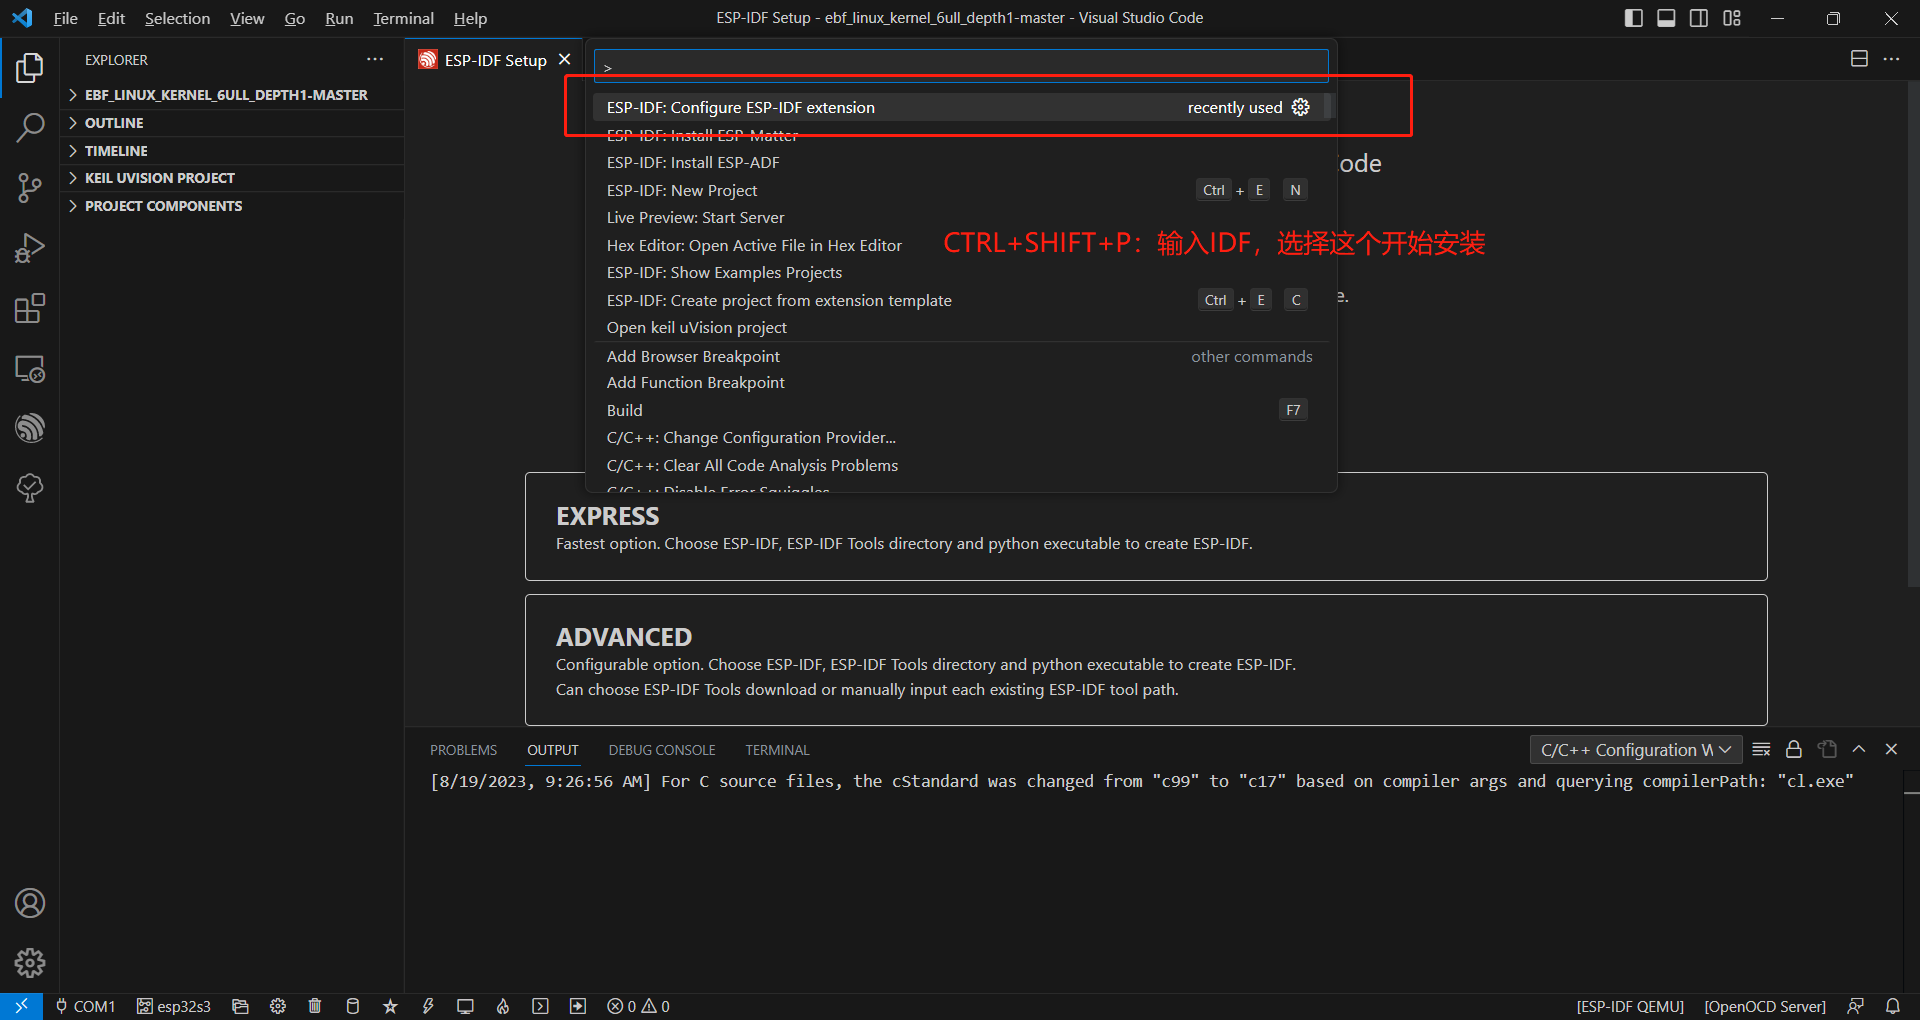 File Edit Selection View Go Run Terminal Help
ESP-IDF Setup - ebf_linux_kernel_6ull_depth1-master - Visual Studio Code
EXPLORER
EBF_LINUX_KERNEL_6ULL_DEPTH1-MASTER
OUTLINE
TIMELINE
KEIL UVISION PROJECT
PROJECT COMPONENTS
ESP-IDF Setup
>
ESP-IDF: Configure ESP-IDF extension recently used
ESP-IDF: Install ESP-Matter
ESP-IDF: Install ESP-ADF
ESP-IDF: New Project Ctrl + E N
Live Preview: Start Server
Hex Editor: Open Active File in Hex Editor
ESP-IDF: Show Examples Projects
ESP-IDF: Create project from extension template Ctrl + E C
Open keil uVision project
Add Browser Breakpoint other commands
Add Function Breakpoint
Build F7
C/C++: Change Configuration Provider...
C/C++: Clear All Code Analysis Problems
C/C++: Disable Error Squiggles
ode
e.
CTRL+SHIFT+P：输入IDF，选择这个开始安装
EXPRESS
Fastest option. Choose ESP-IDF, ESP-IDF Tools directory and python executable to create ESP-IDF.
ADVANCED
Configurable option. Choose ESP-IDF, ESP-IDF Tools directory and python executable to create ESP-IDF.
Can choose ESP-IDF Tools download or manually input each existing ESP-IDF tool path.
PROBLEMS OUTPUT DEBUG CONSOLE TERMINAL
C/C++ Configuration W
[8/19/2023, 9:26:56 AM] For C source files, the cStandard was changed from "c99" to "c17" based on compiler args and querying compilerPath: "cl.exe"
COM1 esp32s3 0 0 [ESP-IDF QEMU] [OpenOCD Server]